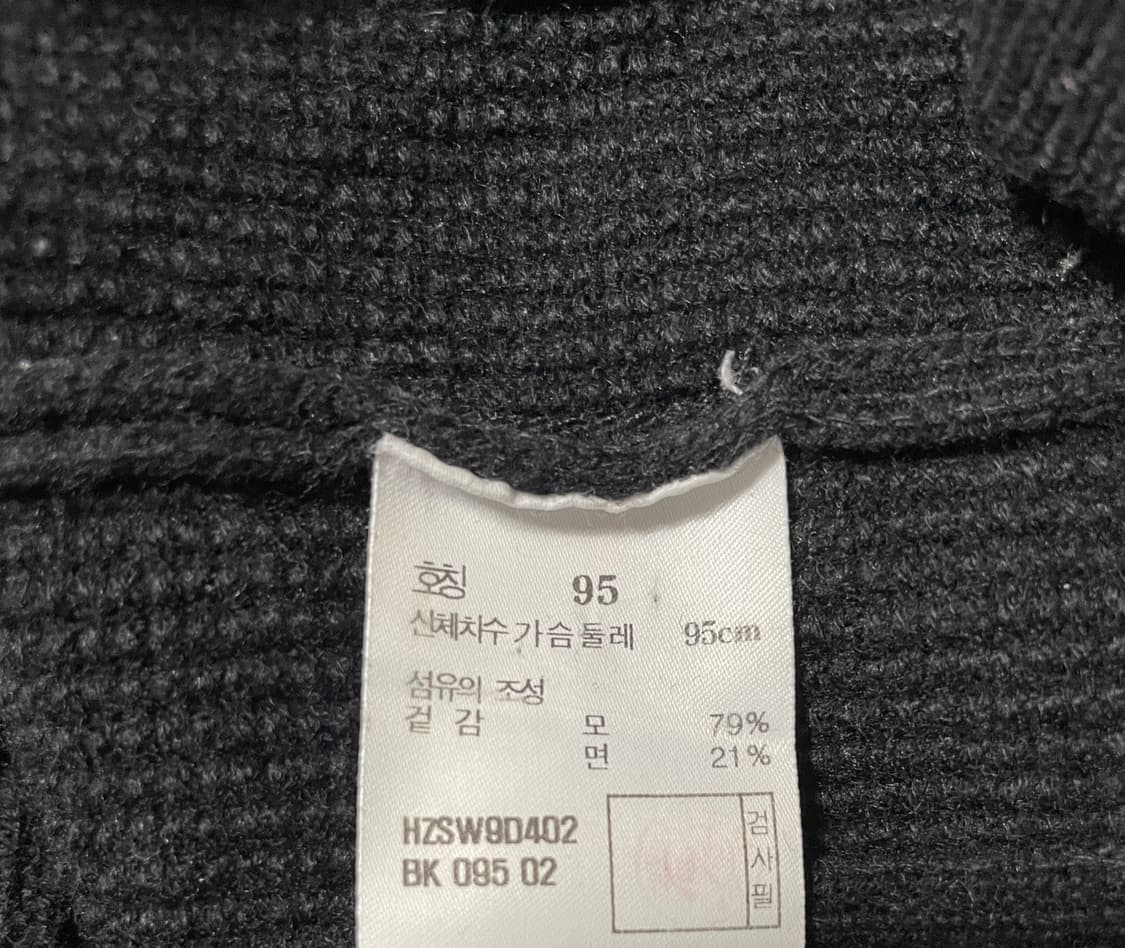 호칭 95
신체치수 가슴둘레 95cm
섬유의 조성
겉 감 모 79%
면 21%
HZSW9D402
BK 095 02
검사필